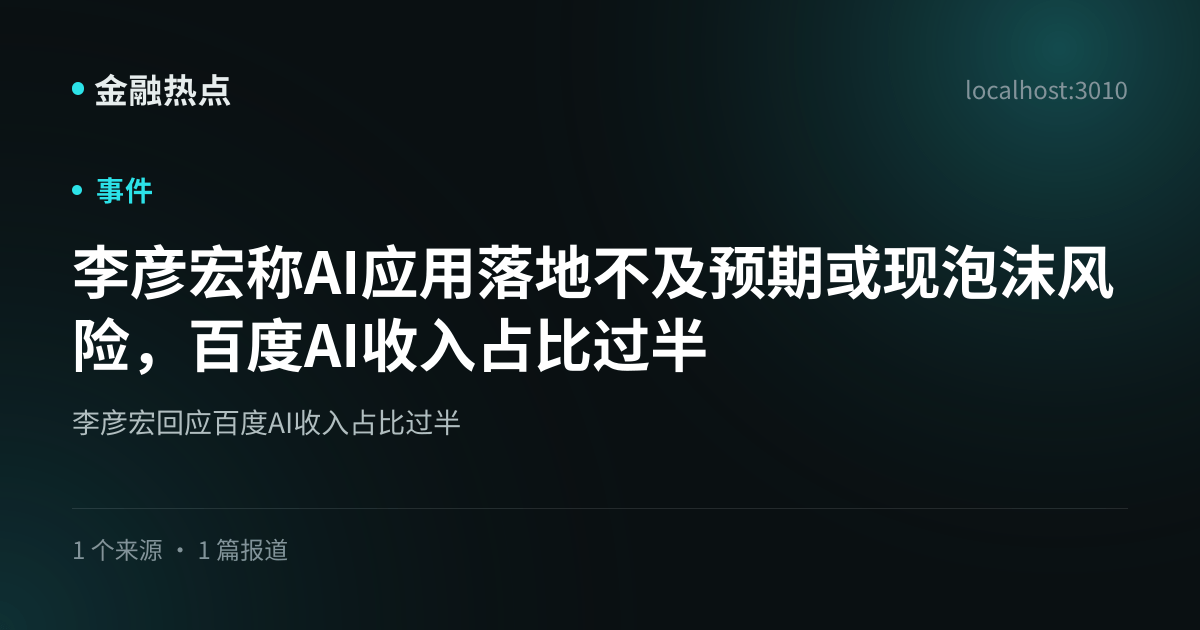 金融热点
localhost:3010
事件
李彦宏称AI应用落地不及预期或现泡沫风
险，百度AI收入占比过半
李彦宏回应百度AI收入占比过半
1 个来源 · 1 篇报道